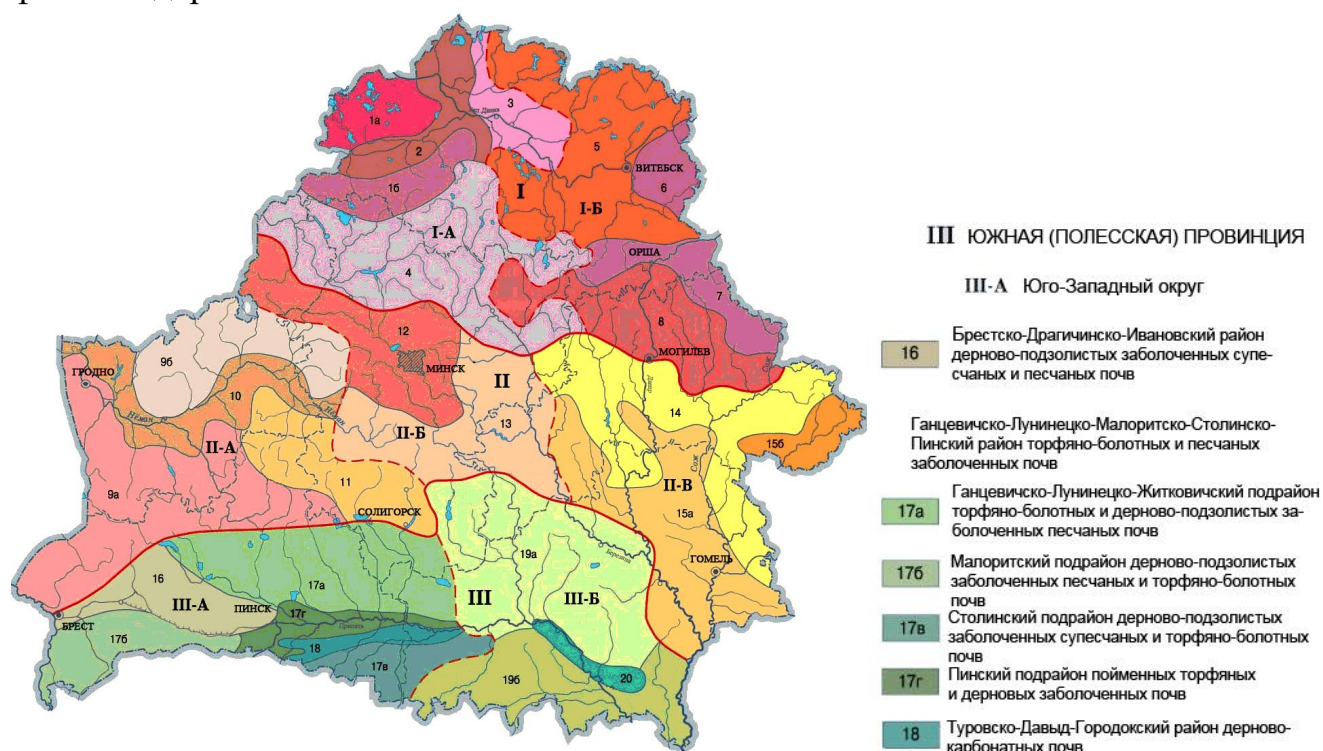 1а
2
3
5
ВИТЕБСК
6
1б
I
I-Б
I-А
4
ОРША
7
8
12
МИНСК
МОГИЛЕВ
9б
ГРОДНО
10
Нёман
Нёман
II
13
14
II-А
II-Б
15б
Сож
II-В
11
9а
15а
СОЛИГОРСК
19а
Березина
ГОМЕЛЬ
16
17а
III-А
ПИНСК
17г
III
III-Б
БРЕСТ
17б
Припять
18
17в
19б
20
III ЮЖНАЯ (ПОЛЕССКАЯ) ПРОВИНЦИЯ
III-А Юго-Западный округ
16 Брестско-Драгичинско-Ивановский район
дерново-подзолистых заболоченных супе-
счаных и песчаных почв
Ганцевичско-Лунинецко-Малоритско-Столинско-
Пинский район торфяно-болотных и песчаных
заболоченных почв
17а Ганцевичско-Лунинецко-Житковичский подрайон
торфяно-болотных и дерново-подзолистых за-
болоченных песчаных почв
17б Малоритский подрайон дерново-подзолистых
заболоченных песчаных и торфяно-болотных
почв
17в Столинский подрайон дерново-подзолистых
заболоченных супесчаных и торфяно-болотных
почв
17г Пинский подрайон пойменных торфяных
и дерновых заболоченных почв
18 Туровско-Давыд-Городокский район дерново-
карбонатных почв